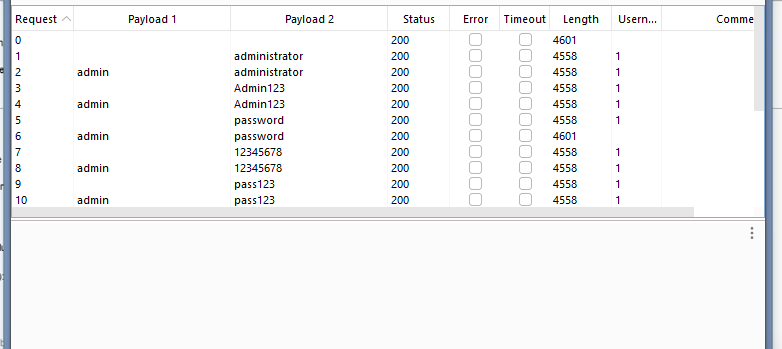 Request Payload 1 Payload 2 Status Error Timeout Length Usern... Comme
0 200 4601
1 administrator 200 4558 1
2 admin administrator 200 4558 1
3 Admin123 200 4558 1
4 admin Admin123 200 4558 1
5 password 200 4558 1
6 admin password 200 4601
7 12345678 200 4558 1
8 admin 12345678 200 4558 1
9 pass123 200 4558 1
10 admin pass123 200 4558 1